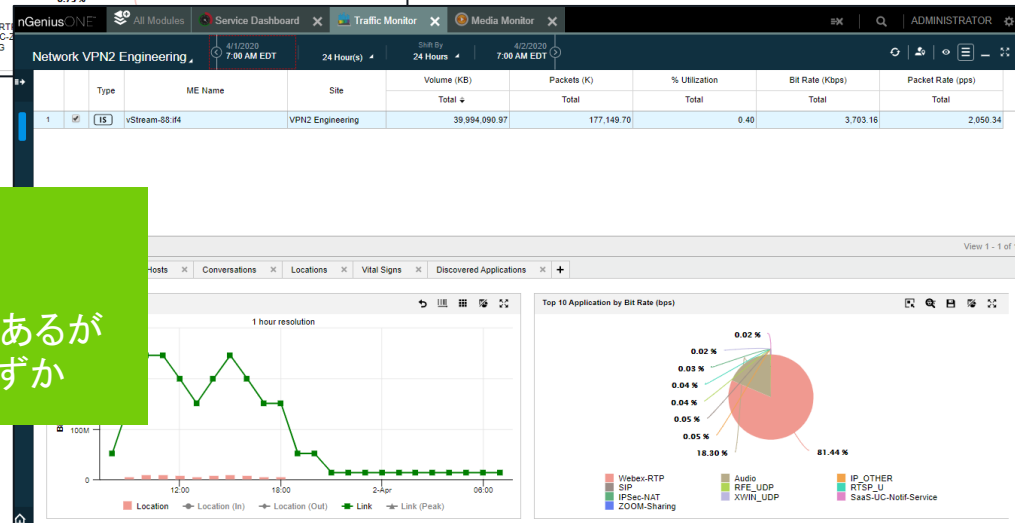 6.73 %
nGeniusONE
All Modules
Service Dashboard
Traffic Monitor
Media Monitor
ADMINISTRATOR
Network VPN2 Engineering
4/1/2020
7:00 AM EDT
24 Hour(s)
Shift By
24 Hours
4/2/2020
7:00 AM EDT
Type ME Name Site Volume (KB) Packets (K) % Utilization Bit Rate (Kbps) Packet Rate (pps)
Total Total Total Total Total
1 IS vStream-88:if4 VPN2 Engineering 39,994,090.97 177,149.70 0.40 3,703.16 2,050.34
View 1 - 1 of
Hosts Conversations Locations Vital Signs Discovered Applications +
あるが
ずか
1 hour resolution
100M
0
12:00 18:00 2-Apr 06:00
Location Location (In) Location (Out) Link Link (Peak)
Top 10 Application by Bit Rate (bps)
0.02 %
0.02 %
0.03 %
0.04 %
0.04 %
0.05 %
0.05 %
18.30 %
81.44 %
Webex-RTP Audio IP_OTHER
SIP RFE_UDP RTSP_U
IPSec-NAT XWIN_UDP SaaS-UC-Notif-Service
ZOOM-Sharing